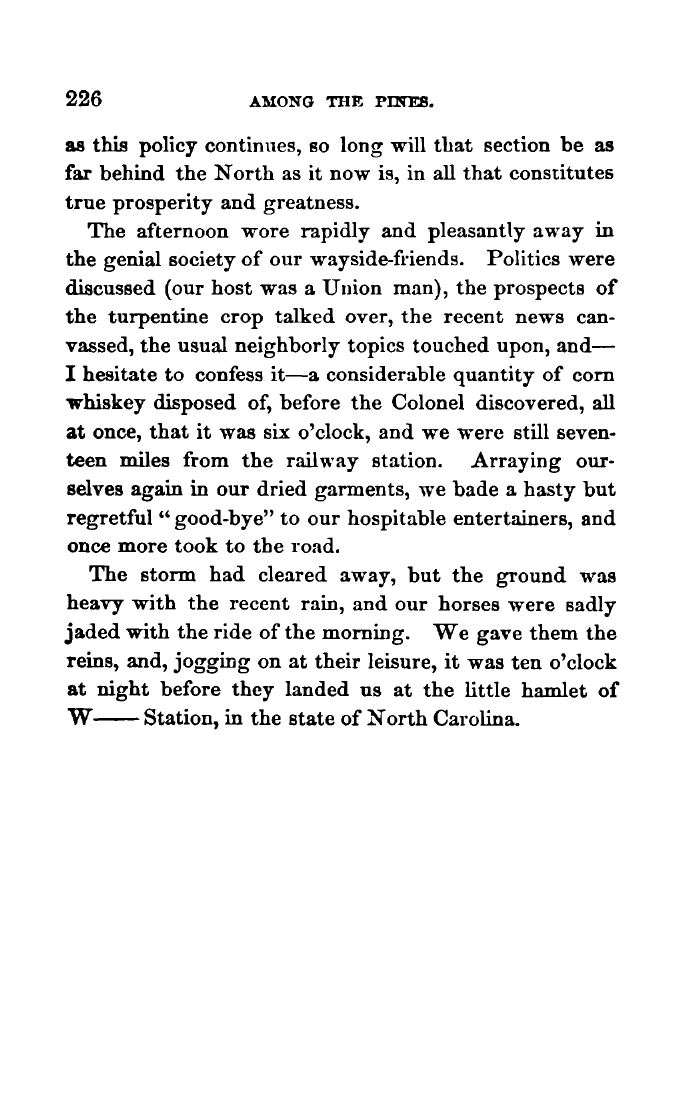 226 AMONG THE PINES.
as this policy continues, so long will that section be as
far behind the North as it now is, in all that constitutes
true prosperity and greatness.
The afternoon wore rapidly and pleasantly away in
the genial society of our wayside-friends. Politics were
discussed (our host was a Union man), the prospects of
the turpentine crop talked over, the recent news can-
vassed, the usual neighborly topics touched upon, and—
I hesitate to confess it—a considerable quantity of corn
whiskey disposed of, before the Colonel discovered, all
at once, that it was six o'clock, and we were still seven-
teen miles from the railway station. Arraying our-
selves again in our dried garments, we bade a hasty but
regretful "good-bye" to our hospitable entertainers, and
once more took to the road.
The storm had cleared away, but the ground was
heavy with the recent rain, and our horses were sadly
jaded with the ride of the morning. We gave them the
reins, and, jogging on at their leisure, it was ten o'clock
at night before they landed us at the little hamlet of
W—— Station, in the state of North Carolina.